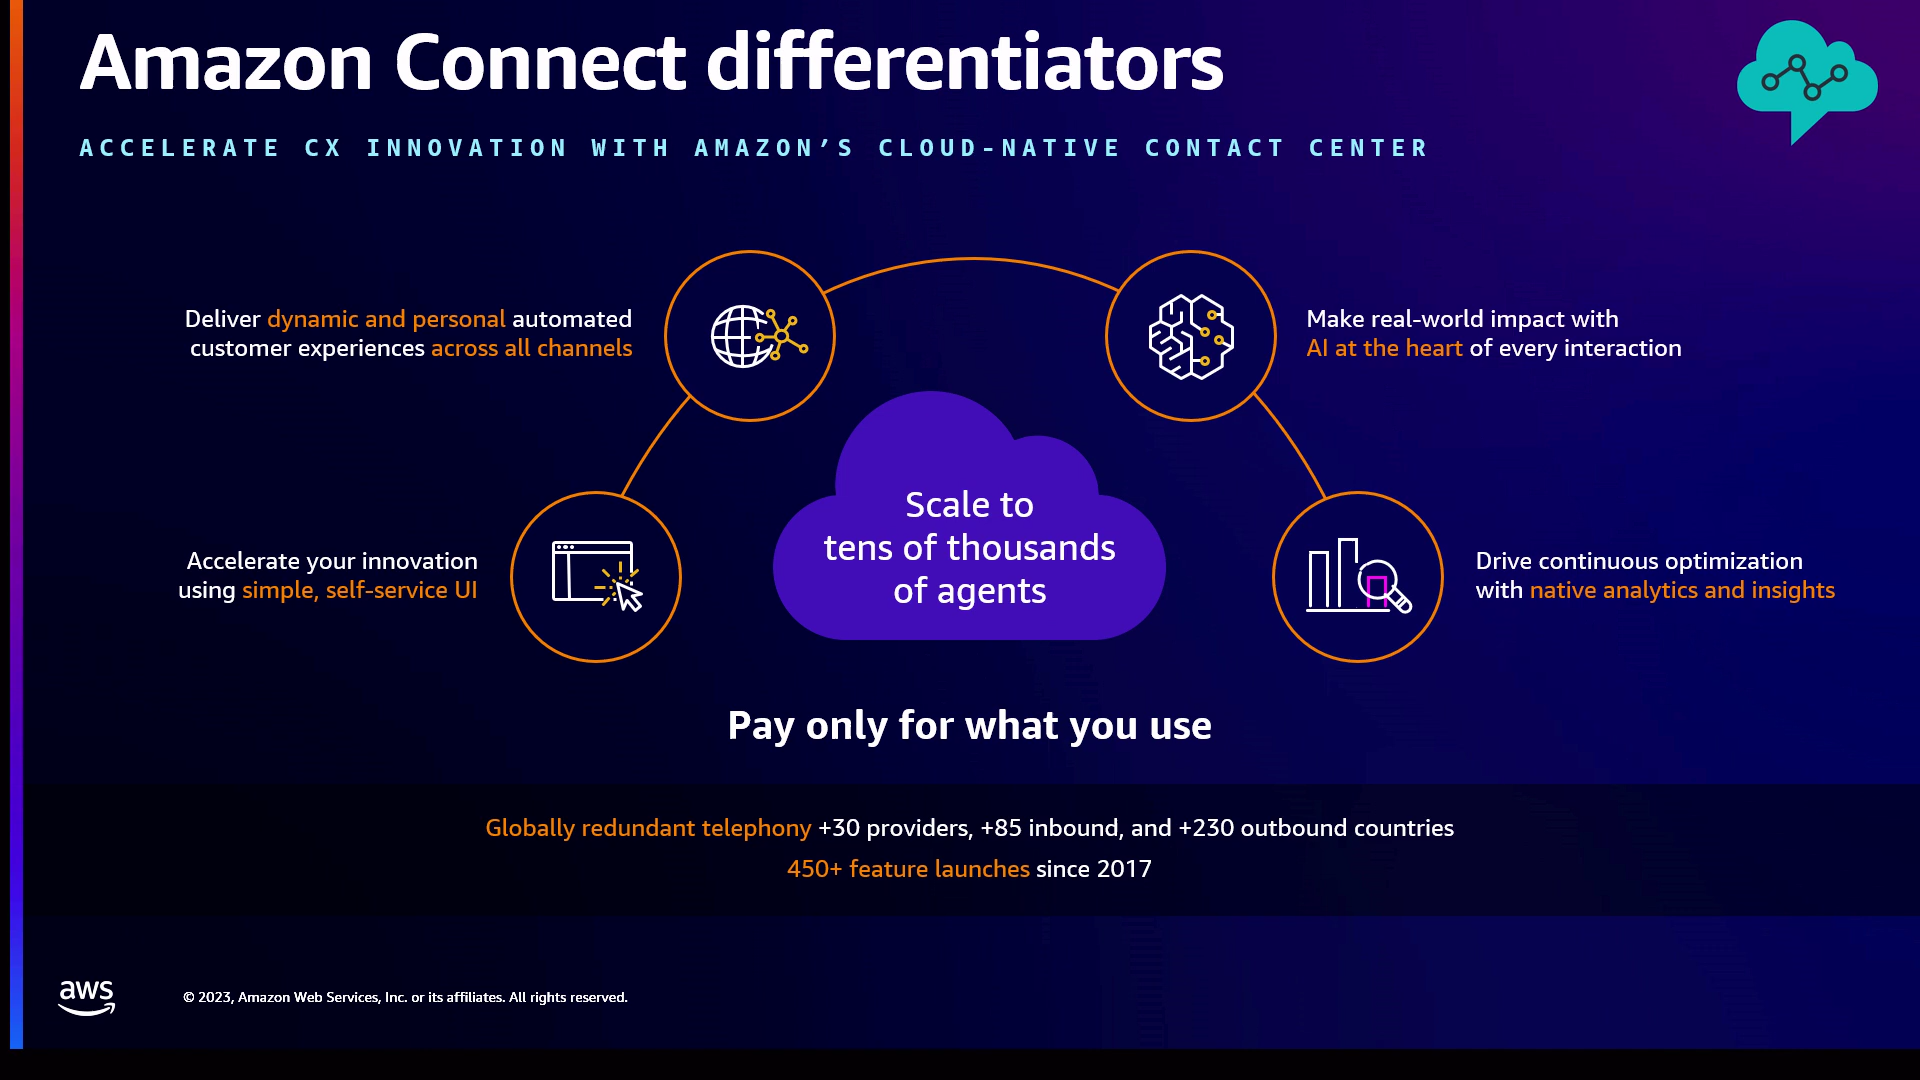 Amazon Connect differentiators
ACCELERATE CX INNOVATION WITH AMAZON’S CLOUD-NATIVE CONTACT CENTER
Deliver dynamic and personal automated
customer experiences across all channels
Make real-world impact with
AI at the heart of every interaction
Accelerate your innovation
using simple, self-service UI
Scale to
tens of thousands
of agents
Drive continuous optimization
with native analytics and insights
Pay only for what you use
Globally redundant telephony +30 providers, +85 inbound, and +230 outbound countries
450+ feature launches since 2017
aws
© 2023, Amazon Web Services, Inc. or its affiliates. All rights reserved.